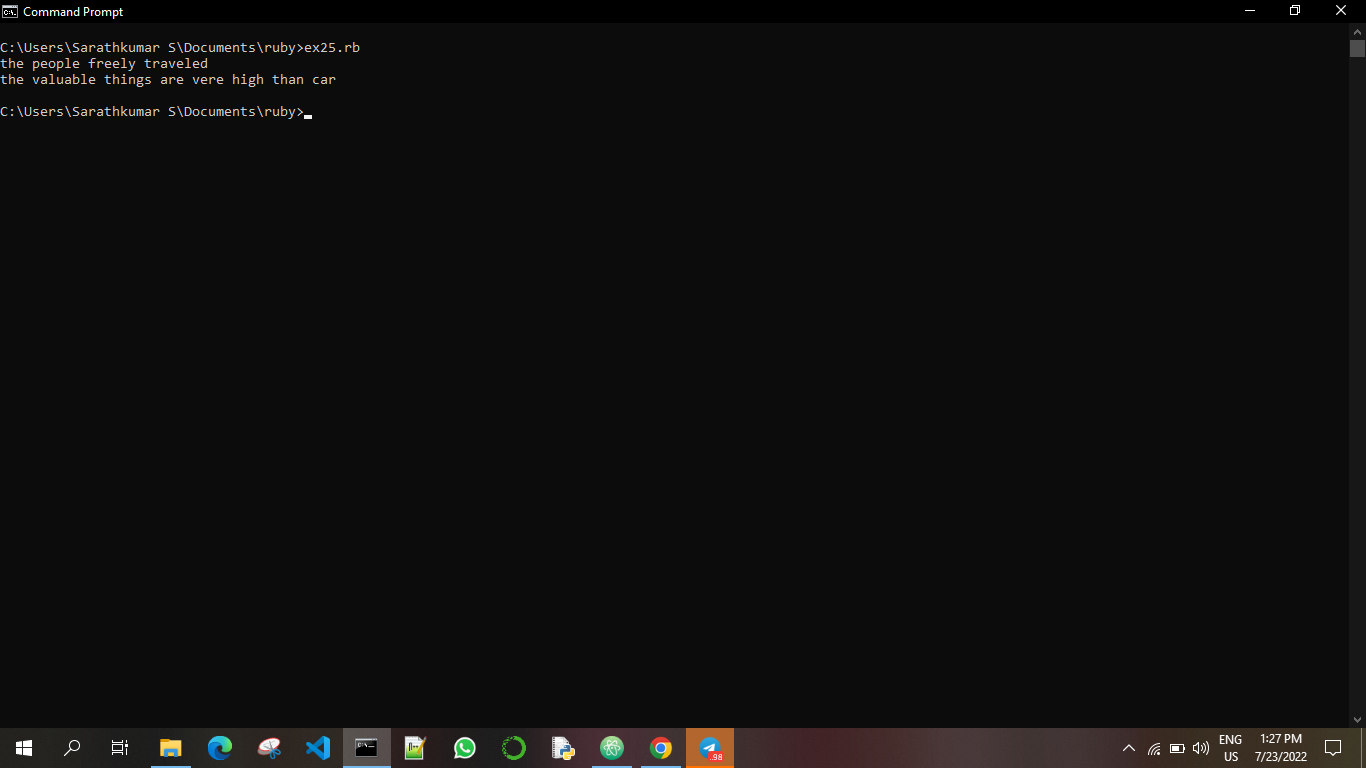 Command Prompt
C:\Users\Sarathkumar S\Documents\ruby>ex25.rb
the people freely traveled
the valuable things are vere high than car
C:\Users\Sarathkumar S\Documents\ruby>
ENG
US
1:27 PM
7/23/2022
.98